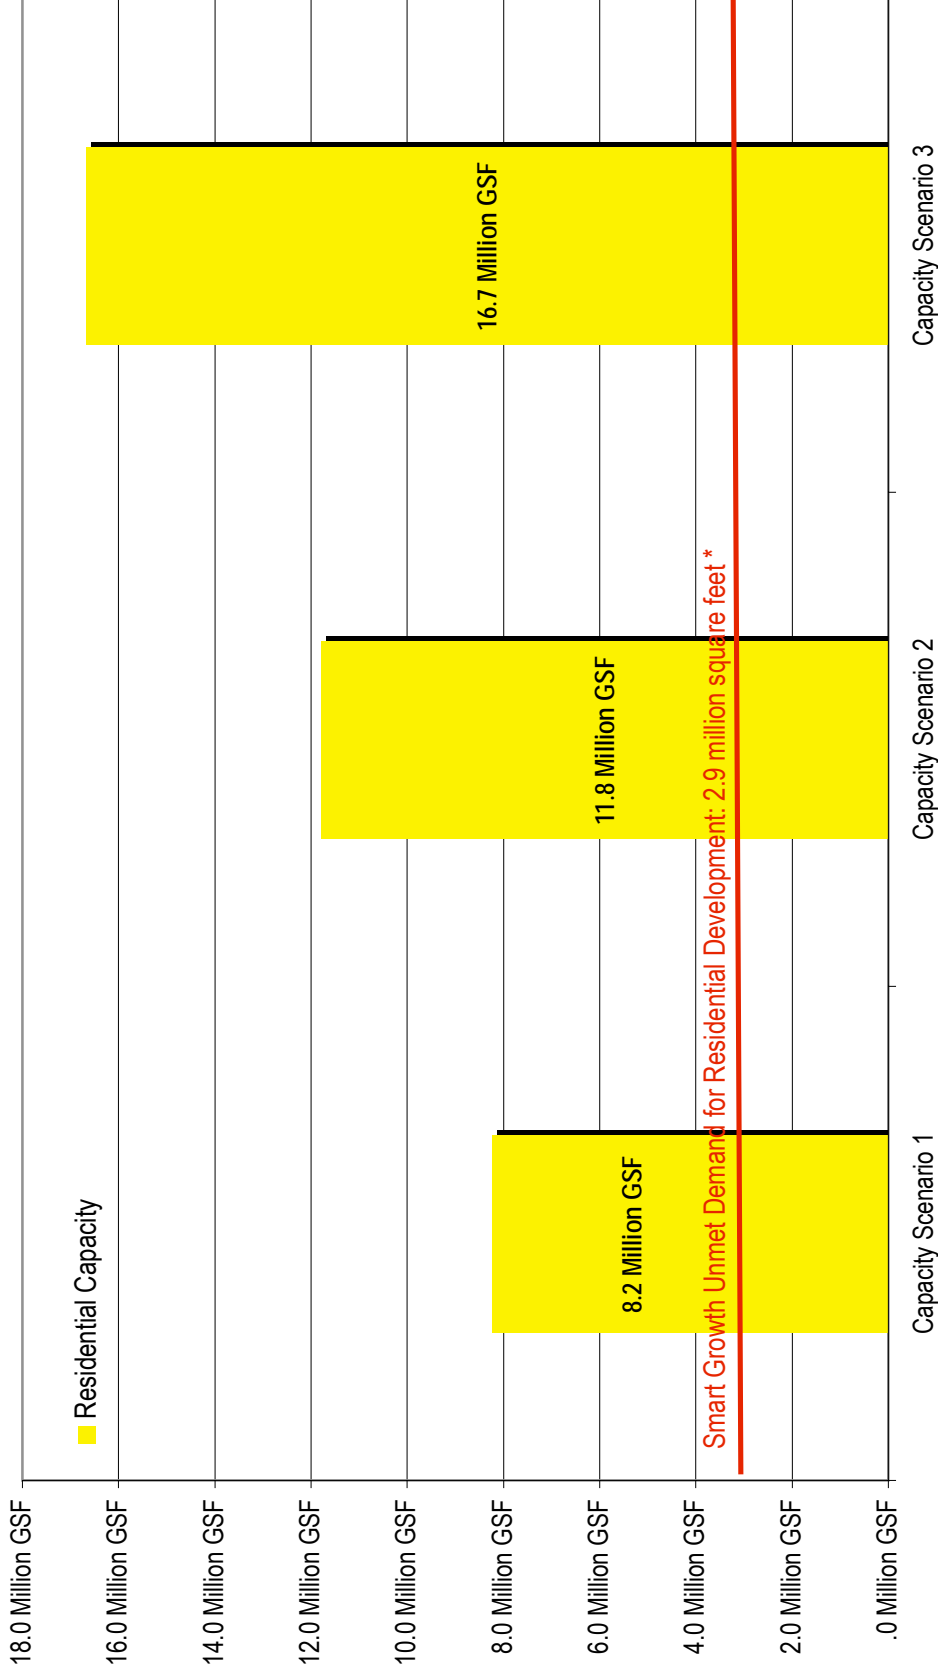 18.0 Million GSF
16.0 Million GSF
14.0 Million GSF
12.0 Million GSF
10.0 Million GSF
8.0 Million GSF
6.0 Million GSF
4.0 Million GSF
2.0 Million GSF
.0 Million GSF
Residential Capacity
8.2 Million GSF
11.8 Million GSF
16.7 Million GSF
Smart Growth Unmet Demand for Residential Development: 2.9 million square feet *
Capacity Scenario 1
Capacity Scenario 2
Capacity Scenario 3